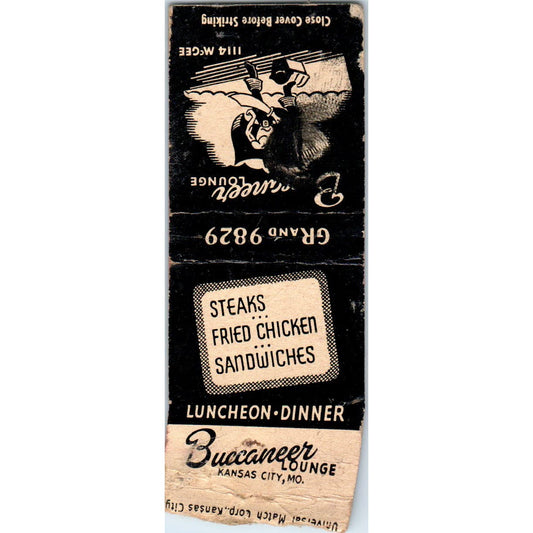 Close Cover Before Striking
1114 McGEE
Buccaneer
LOUNGE
GRAND 9829
STEAKS
...
FRIED CHICKEN
...
SANDWICHES
LUNCHEON·DINNER
Buccaneer
LOUNGE
KANSAS CITY, MO.
Universal Match Corp., Kansas City